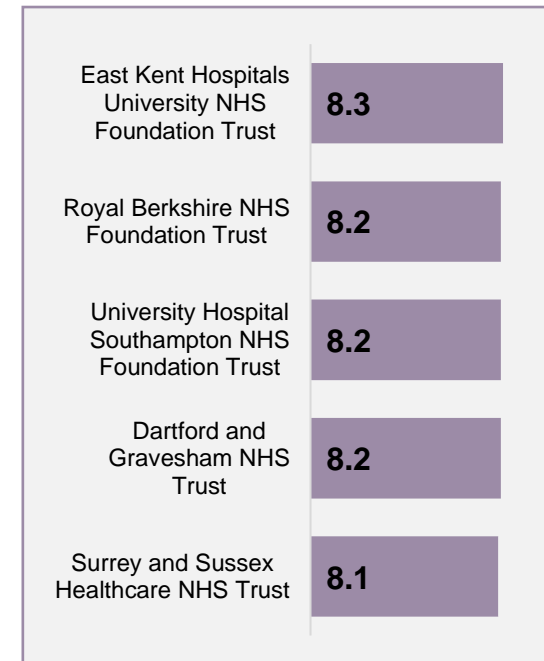 East Kent Hospitals
University NHS
Foundation Trust
8.3
Royal Berkshire NHS
Foundation Trust
8.2
University Hospital
Southampton NHS
Foundation Trust
8.2
Dartford and
Gravesham NHS
Trust
8.2
Surrey and Sussex
Healthcare NHS Trust
8.1